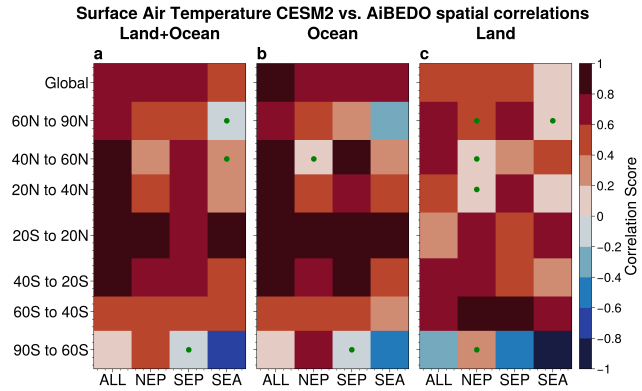 Surface Air Temperature CESM2 vs. AiBEDO spatial correlations
Land+Ocean Ocean Land
a b c
Global
60N to 90N
40N to 60N
20N to 40N
20S to 20N
40S to 20S
60S to 40S
90S to 60S
ALL NEP SEP SEA ALL NEP SEP SEA ALL NEP SEP SEA
1
0.8
0.6
0.4
0.2
0
−0.2
−0.4
−0.6
−0.8
−1
Correlation Score